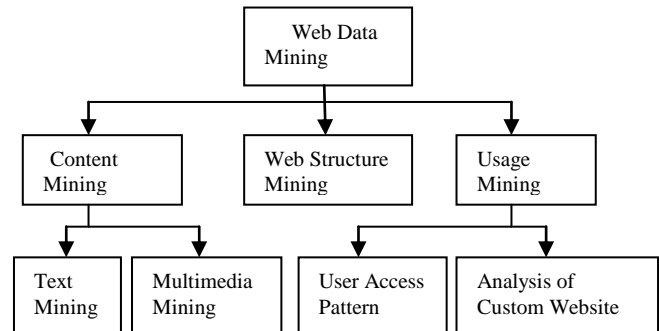 Web Data
Mining
Content
Mining
Web Structure
Mining
Usage
Mining
Text
Mining
Multimedia
Mining
User Access
Pattern
Analysis of
Custom Website